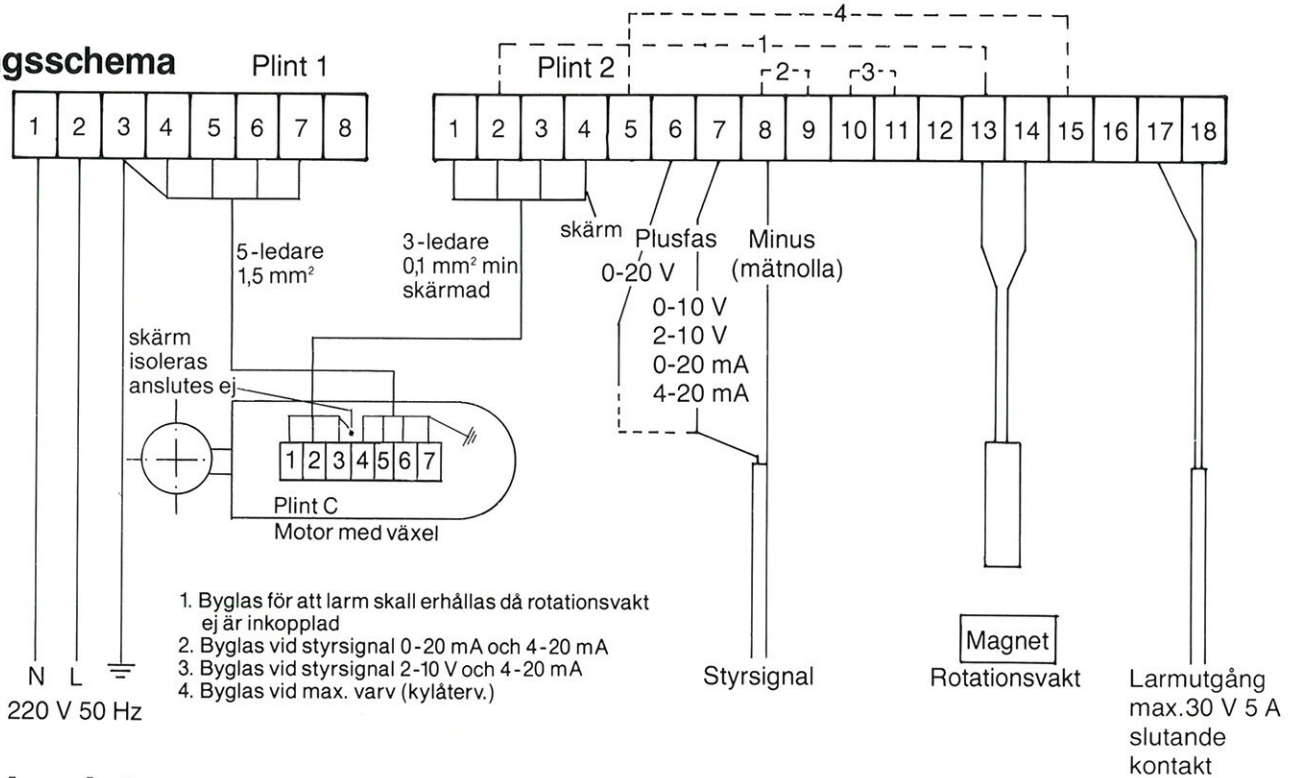 4
1
gsschema
Plint 1
Plint 2
2
3
1 2 3 4 5 6 7 8
1 2 3 4 5 6 7 8 9 10 11 12 13 14 15 16 17 18
5-ledare
1,5 mm²
3-ledare
0,1 mm² min
skärmad
skärm
Plusfas
0-20 V
0-10 V
2-10 V
0-20 mA
4-20 mA
Minus
(mätnolla)
skärm
isoleras
anslutes ej
1 2 3 4 5 6 7
Plint C
Motor med växel
1. Byglas för att larm skall erhållas då rotationsvakt
ej är inkopplad
2. Byglas vid styrsignal 0-20 mA och 4-20 mA
3. Byglas vid styrsignal 2-10 V och 4-20 mA
4. Byglas vid max. varv (kylåterv.)
N L
220 V 50 Hz
Styrsignal
Magnet
Rotationsvakt
Larmutgång
max.30 V 5 A
slutande
kontakt